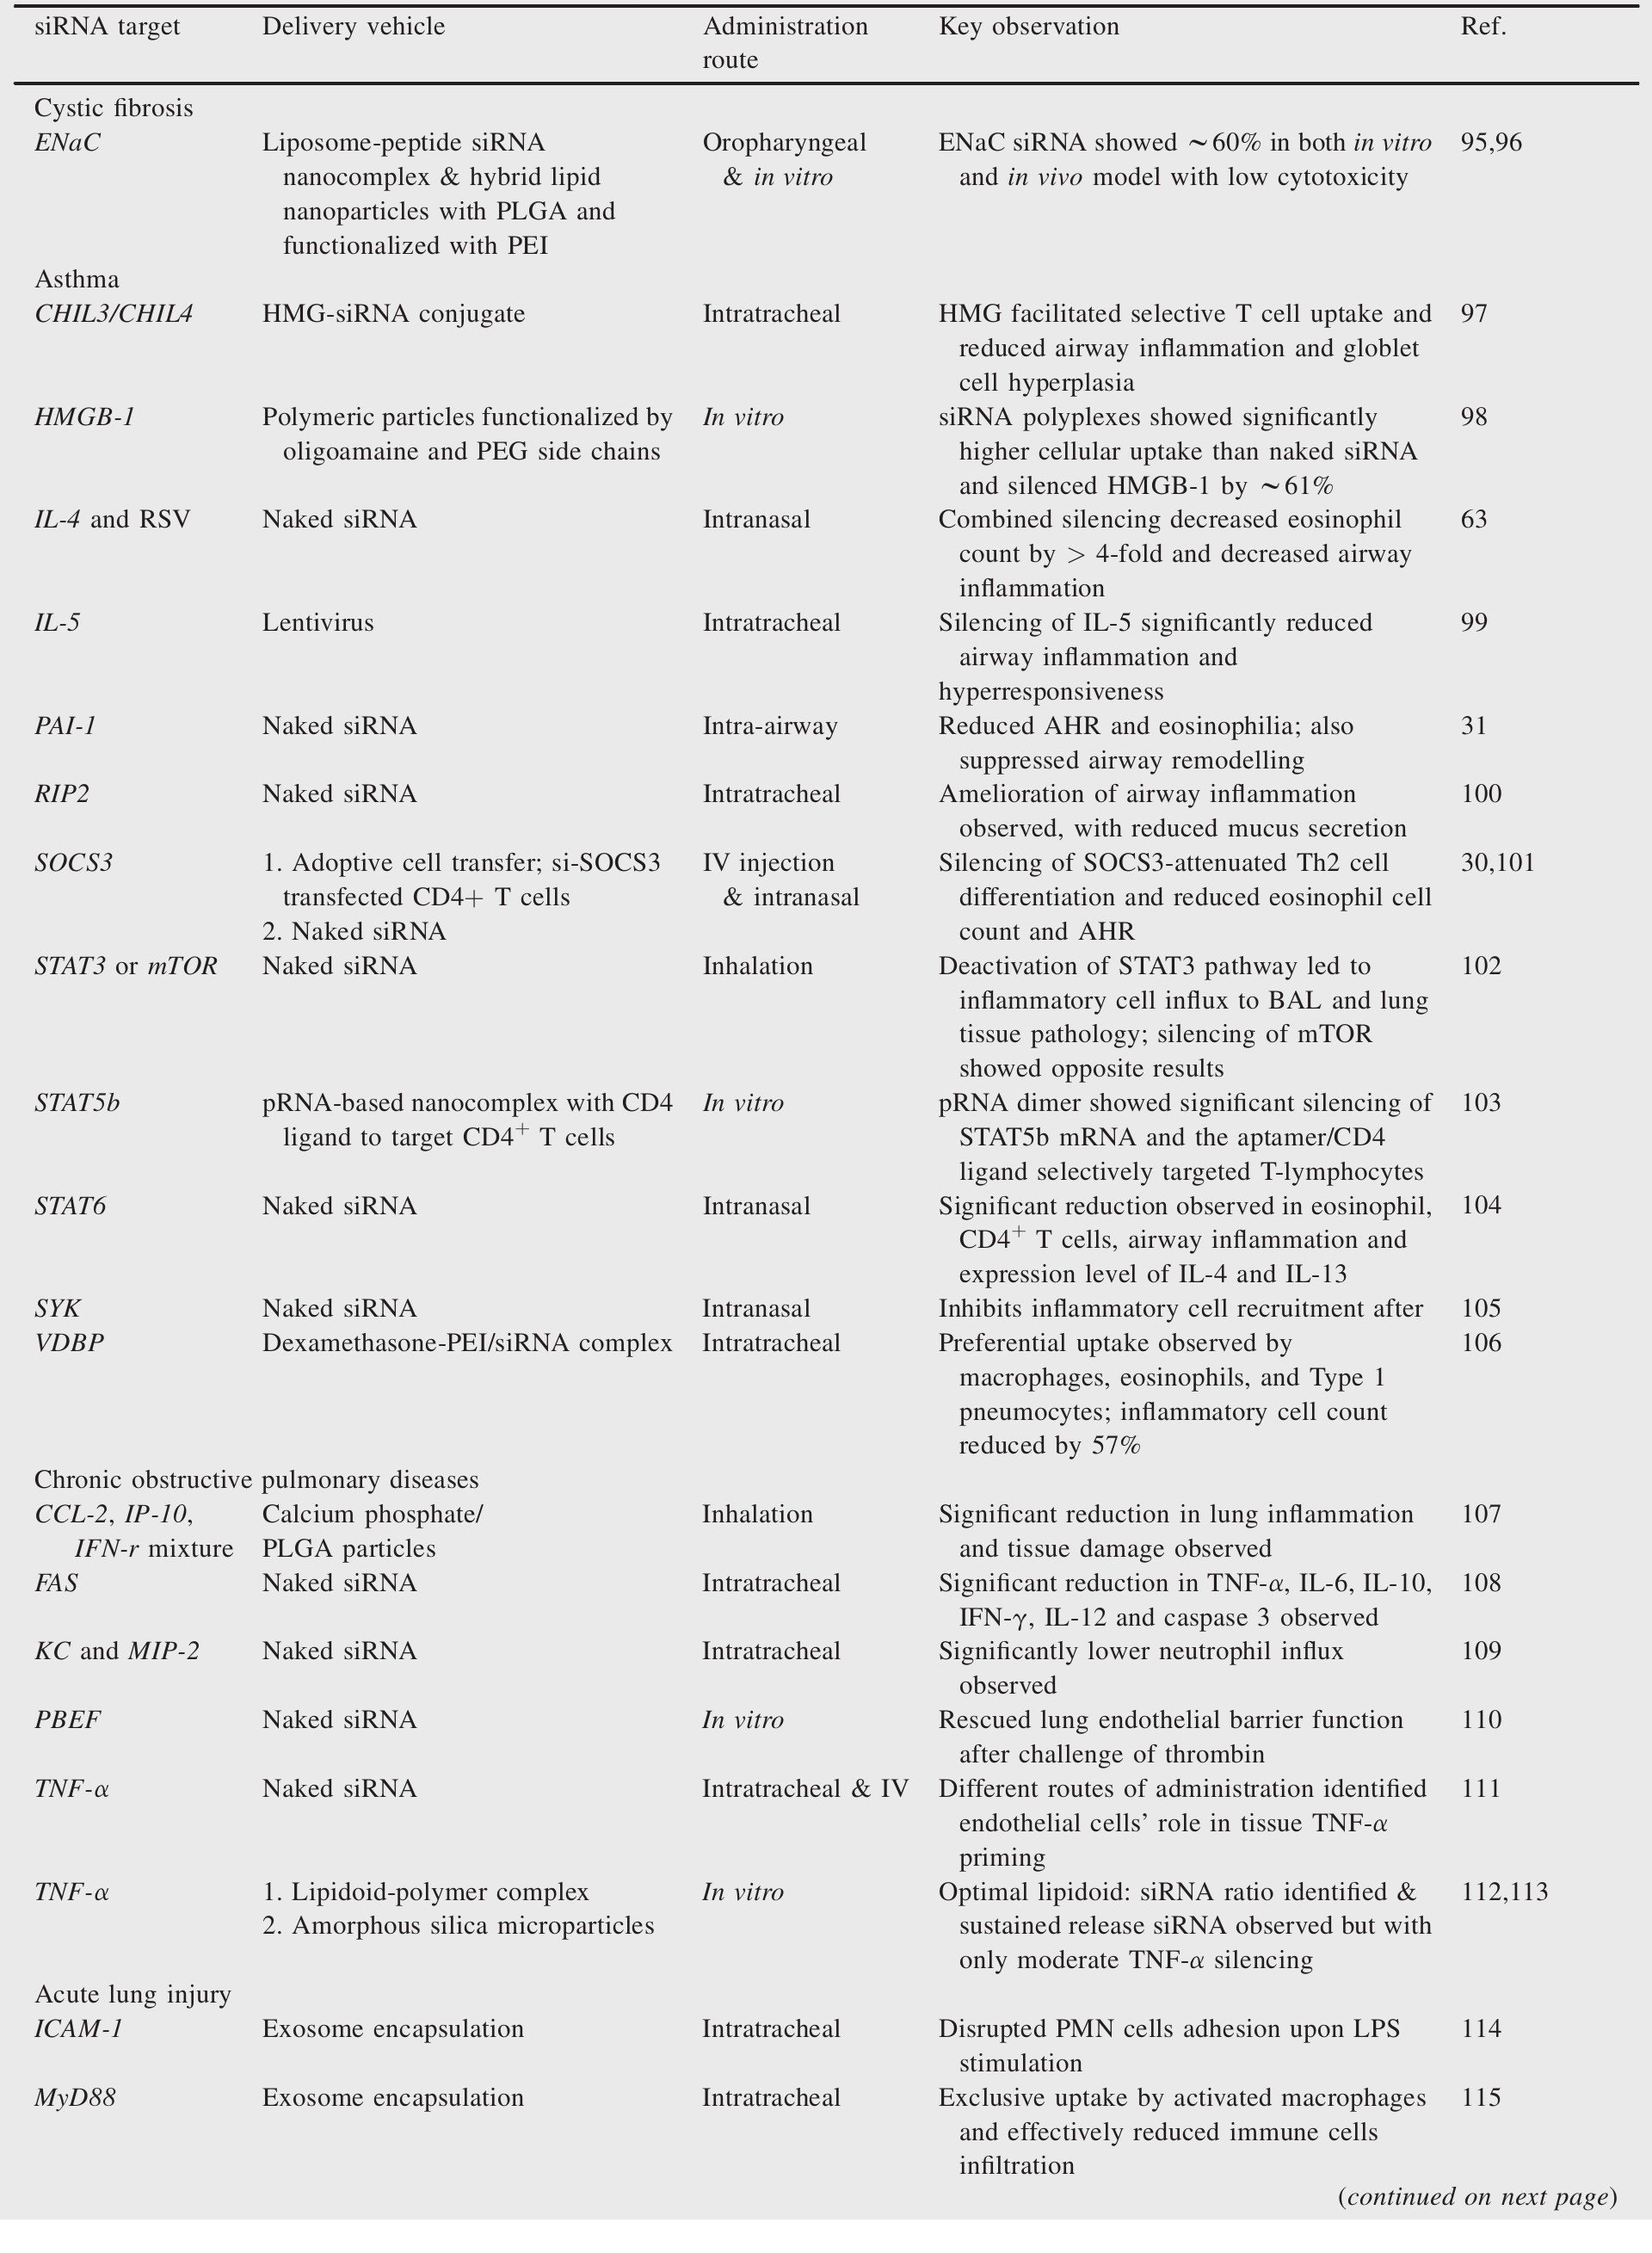 siRNA target Delivery vehicle Administration route Key observation Ref.
Cystic fibrosis
ENaC Liposome-peptide siRNA Oropharyngeal ENaC siRNA showed ~60% in both in vitro 95,96
nanocomplex & hybrid lipid & in vitro and in vivo model with low cytotoxicity
nanoparticles with PLGA and
functionalized with PEI
Asthma
CHIL3/CHIL4 HMG-siRNA conjugate Intratracheal HMG facilitated selective T cell uptake and 97
reduced airway inflammation and globlet
cell hyperplasia
HMGB-1 Polymeric particles functionalized by In vitro siRNA polyplexes showed significantly 98
oligoamaine and PEG side chains higher cellular uptake than naked siRNA
and silenced HMGB-1 by ~61%
IL-4 and RSV Naked siRNA Intranasal Combined silencing decreased eosinophil 63
count by > 4-fold and decreased airway
inflammation
IL-5 Lentivirus Intratracheal Silencing of IL-5 significantly reduced 99
airway inflammation and
hyperresponsiveness
PAI-1 Naked siRNA Intra-airway Reduced AHR and eosinophilia; also 31
suppressed airway remodelling
RIP2 Naked siRNA Intratracheal Amelioration of airway inflammation 100
observed, with reduced mucus secretion
SOCS3 1. Adoptive cell transfer; si-SOCS3 IV injection Silencing of SOCS3-attenuated Th2 cell 30,101
transfected CD4+ T cells & intranasal differentiation and reduced eosinophil cell
2. Naked siRNA count and AHR
STAT3 or mTOR Naked siRNA Inhalation Deactivation of STAT3 pathway led to 102
inflammatory cell influx to BAL and lung
tissue pathology; silencing of mTOR
showed opposite results
STAT5b pRNA-based nanocomplex with CD4 In vitro pRNA dimer showed significant silencing of 103
ligand to target CD4⁺ T cells STAT5b mRNA and the aptamer/CD4
ligand selectively targeted T-lymphocytes
STAT6 Naked siRNA Intranasal Significant reduction observed in eosinophil, 104
CD4⁺ T cells, airway inflammation and
expression level of IL-4 and IL-13
SYK Naked siRNA Intranasal Inhibits inflammatory cell recruitment after 105
VDBP Dexamethasone-PEI/siRNA complex Intratracheal Preferential uptake observed by 106
macrophages, eosinophils, and Type 1
pneumocytes; inflammatory cell count
reduced by 57%
Chronic obstructive pulmonary diseases
CCL-2, IP-10, Calcium phosphate/ Inhalation Significant reduction in lung inflammation 107
IFN-r mixture PLGA particles and tissue damage observed
FAS Naked siRNA Intratracheal Significant reduction in TNF-α, IL-6, IL-10, 108
IFN-γ, IL-12 and caspase 3 observed
KC and MIP-2 Naked siRNA Intratracheal Significantly lower neutrophil influx 109
observed
PBEF Naked siRNA In vitro Rescued lung endothelial barrier function 110
after challenge of thrombin
TNF-α Naked siRNA Intratracheal & IV Different routes of administration identified 111
endothelial cells' role in tissue TNF-α
priming
TNF-α 1. Lipidoid-polymer complex In vitro Optimal lipidoid: siRNA ratio identified & 112,113
2. Amorphous silica microparticles sustained release siRNA observed but with
only moderate TNF-α silencing
Acute lung injury
ICAM-1 Exosome encapsulation Intratracheal Disrupted PMN cells adhesion upon LPS 114
stimulation
MyD88 Exosome encapsulation Intratracheal Exclusive uptake by activated macrophages 115
and effectively reduced immune cells
infiltration
(continued on next page)